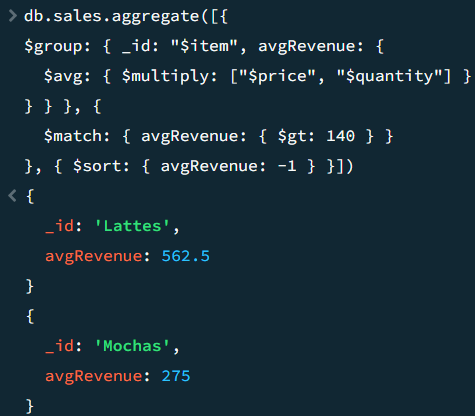 > db.sales.aggregate([{
$group: { _id: "$item", avgRevenue: {
$avg: { $multiply: ["$price", "$quantity"] }
} } }, {
$match: { avgRevenue: { $gt: 140 } }
}, { $sort: { avgRevenue: -1 } }])
< {
_id: 'Lattes',
avgRevenue: 562.5
}
{
_id: 'Mochas',
avgRevenue: 275
}